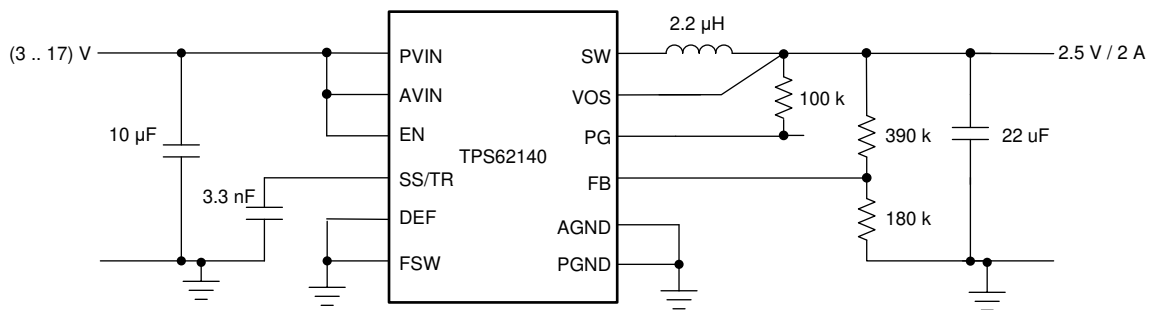 2.2 µH
(3 .. 17) V
PVIN
SW
2.5 V / 2 A
AVIN
VOS
100 k
10 µF
EN
PG
390 k
22 uF
TPS62140
SS/TR
FB
3.3 nF
DEF
AGND
180 k
FSW
PGND